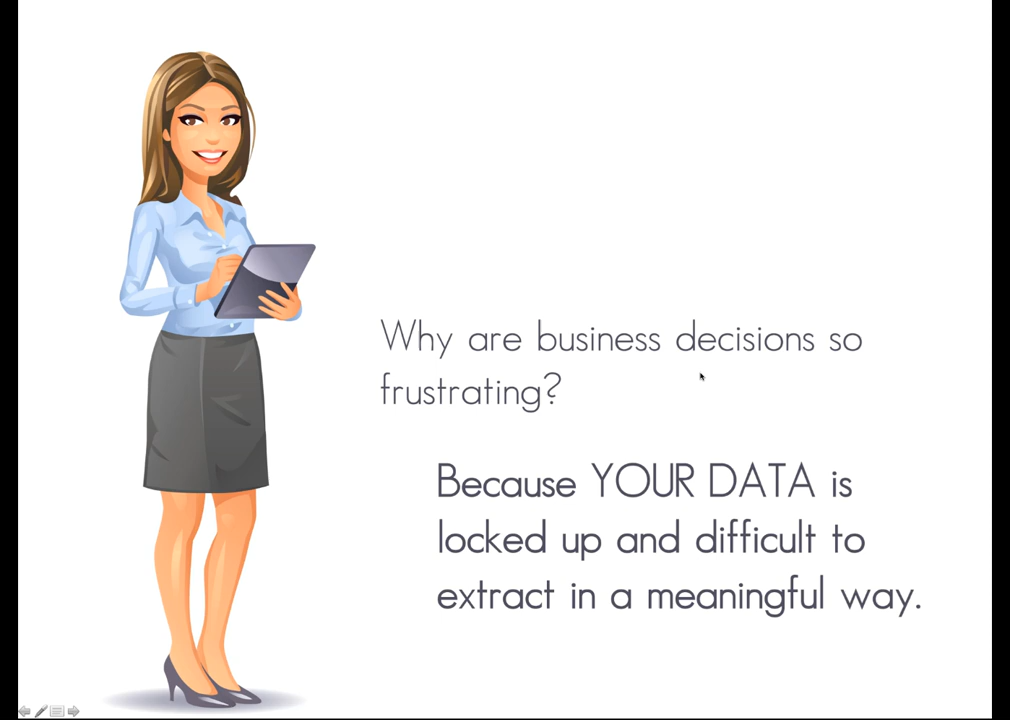 Why are business decisions so
frustrating?
Because YOUR DATA is
locked up and difficult to
extract in a meaningful way.